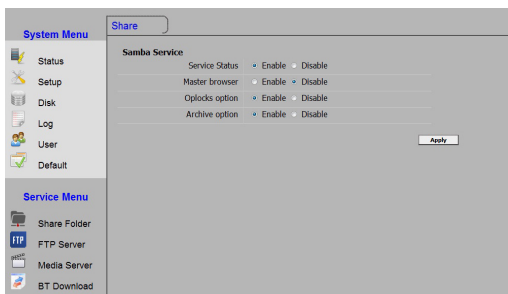 System Menu
Status
Setup
Disk
Log
User
Default
Service Menu
Share Folder
FTP
FTP Server
Media Server
BT Download
Share
Samba Service
Service Status Enable Disable
Master browser Enable Disable
Oplocks option Enable Disable
Archive option Enable Disable
Apply